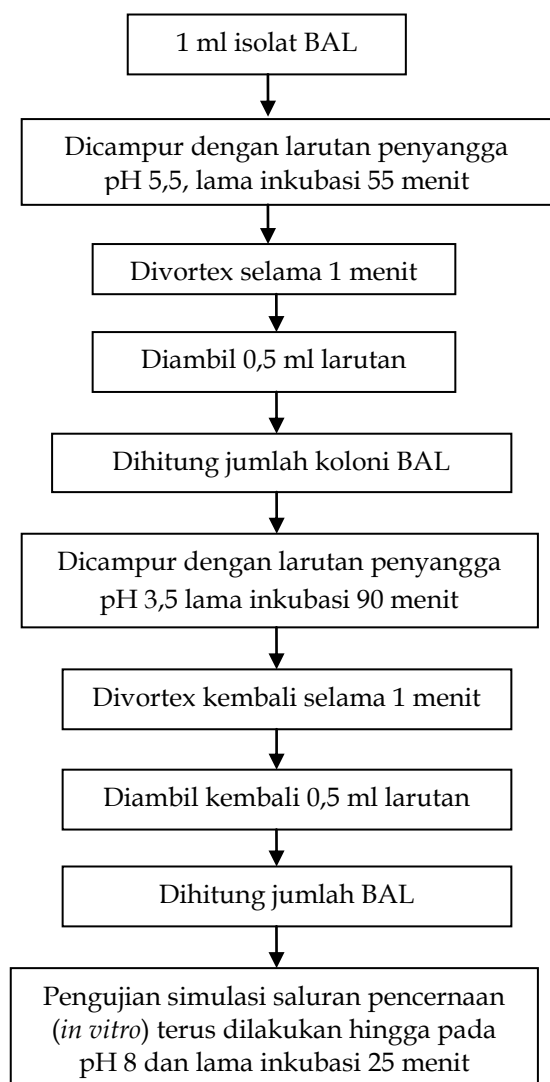 1 ml isolat BAL
Dicampur dengan larutan penyangga
pH 5,5, lama inkubasi 55 menit
Divortex selama 1 menit
Diambil 0,5 ml larutan
Dihitung jumlah koloni BAL
Dicampur dengan larutan penyangga
pH 3,5 lama inkubasi 90 menit
Divortex kembali selama 1 menit
Diambil kembali 0,5 ml larutan
Dihitung jumlah BAL
Pengujian simulasi saluran pencernaan
(in vitro) terus dilakukan hingga pada
pH 8 dan lama inkubasi 25 menit